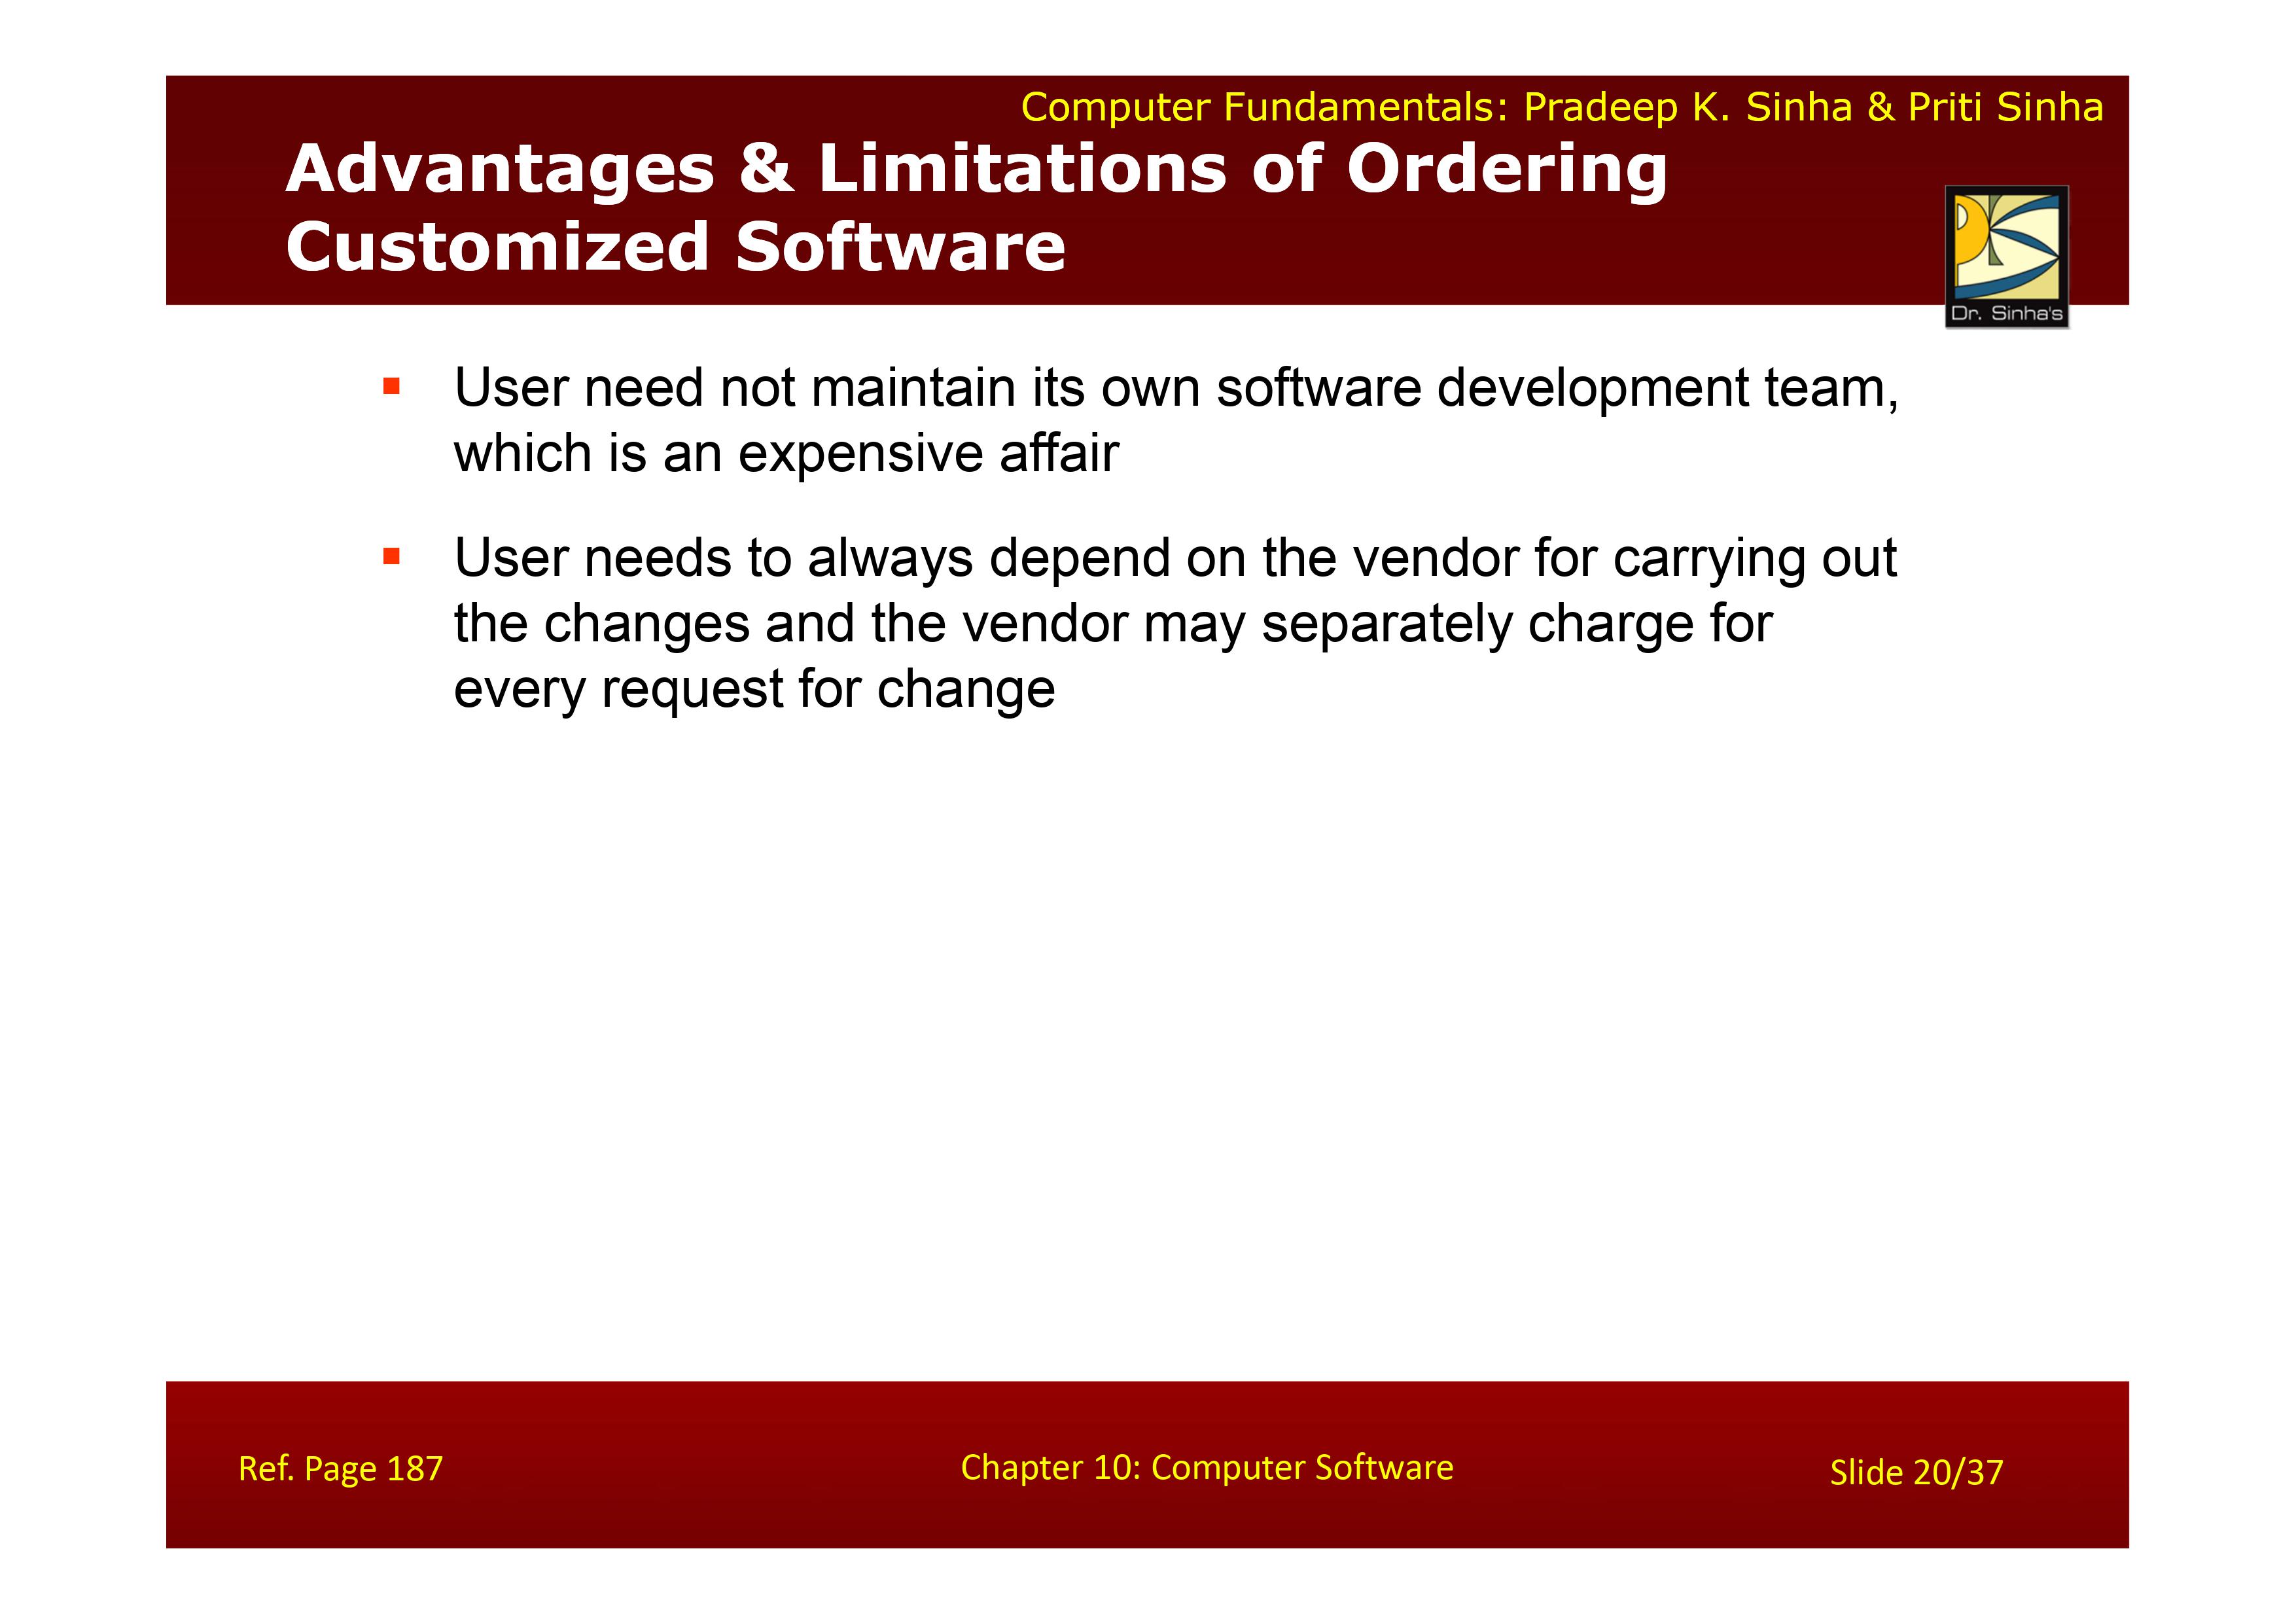 Computer Fundamentals: Pradeep K. Sinha & Priti Sinha
Advantages & Limitations of Ordering
Customized Software
Dr. Sinha's
▪ User need not maintain its own software development team,
which is an expensive affair
▪ User needs to always depend on the vendor for carrying out
the changes and the vendor may separately charge for
every request for change
Ref. Page 187
Chapter 10: Computer Software
Slide 20/37